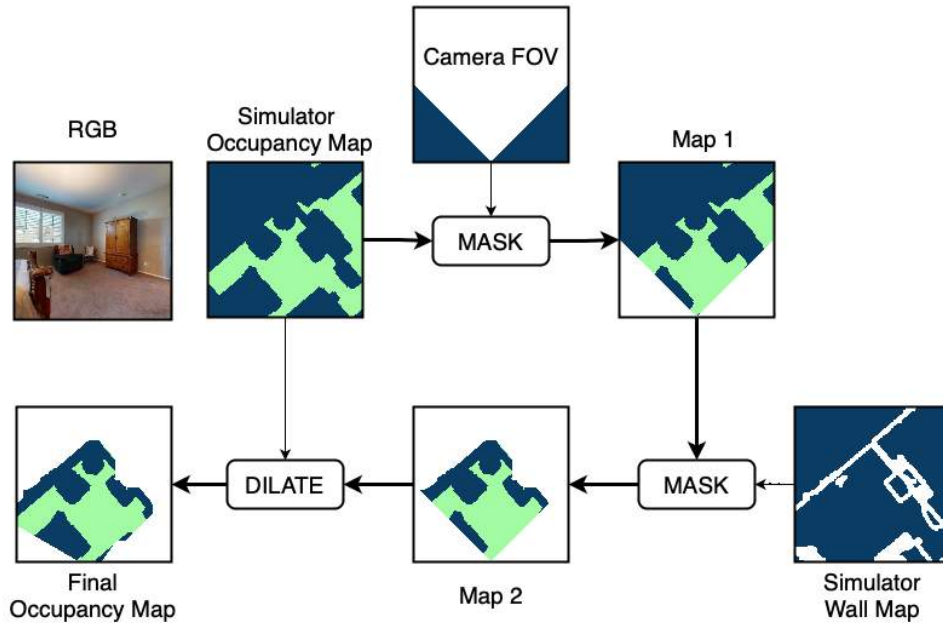 Camera FOV
RGB
Simulator
Occupancy Map
Map 1
MASK
DILATE
MASK
Final
Occupancy Map
Map 2
Simulator
Wall Map